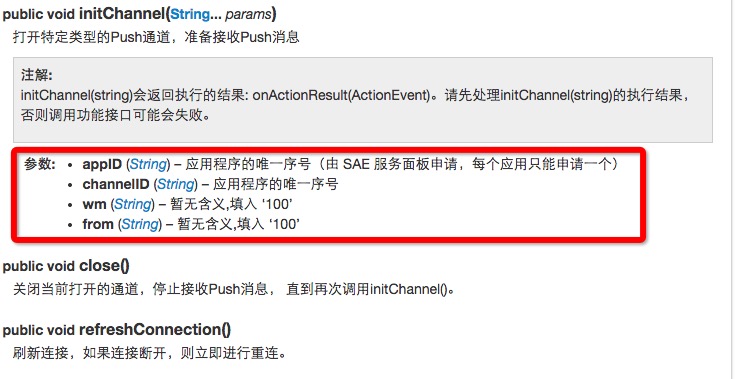 public void initChannel(String... params)
打开特定类型的Push通道，准备接收Push消息
注解:
initChannel(string)会返回执行的结果: onActionResult(ActionEvent)。请先处理initChannel(string)的执行结果，
否则调用功能接口可能会失败。
参数: • appID (String) – 应用程序的唯一序号（由 SAE 服务面板申请，每个应用只能申请一个）
• channelID (String) – 应用程序的唯一序号
• wm (String) – 暂无含义,填入 ‘100’
• from (String) – 暂无含义,填入 ‘100’
public void close()
关闭当前打开的通道，停止接收Push消息， 直到再次调用initChannel()。
public void refreshConnection()
刷新连接，如果连接断开，则立即进行重连。